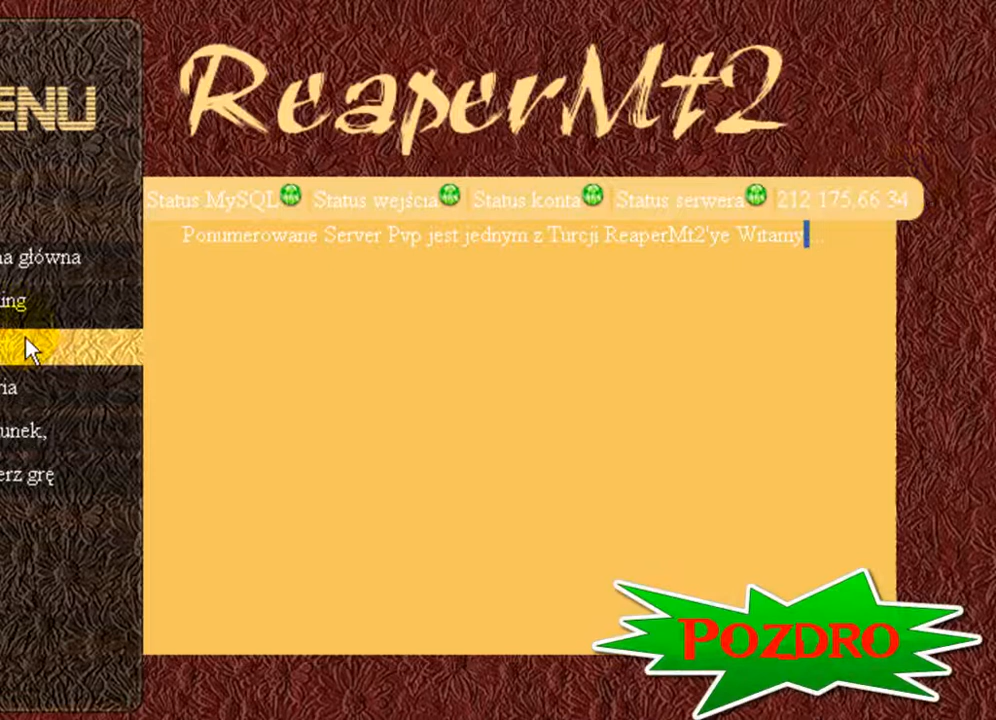 ReaperMt2
ENU
Status MySQL Status wejścia Status konta Status serwera 212 175,66 34
Ponumerowane Server Pvp jest jednym z Turcji ReaperMt2'ye Witamy ...
na główna
ing
ria
unek,
erz grę
POZDRO